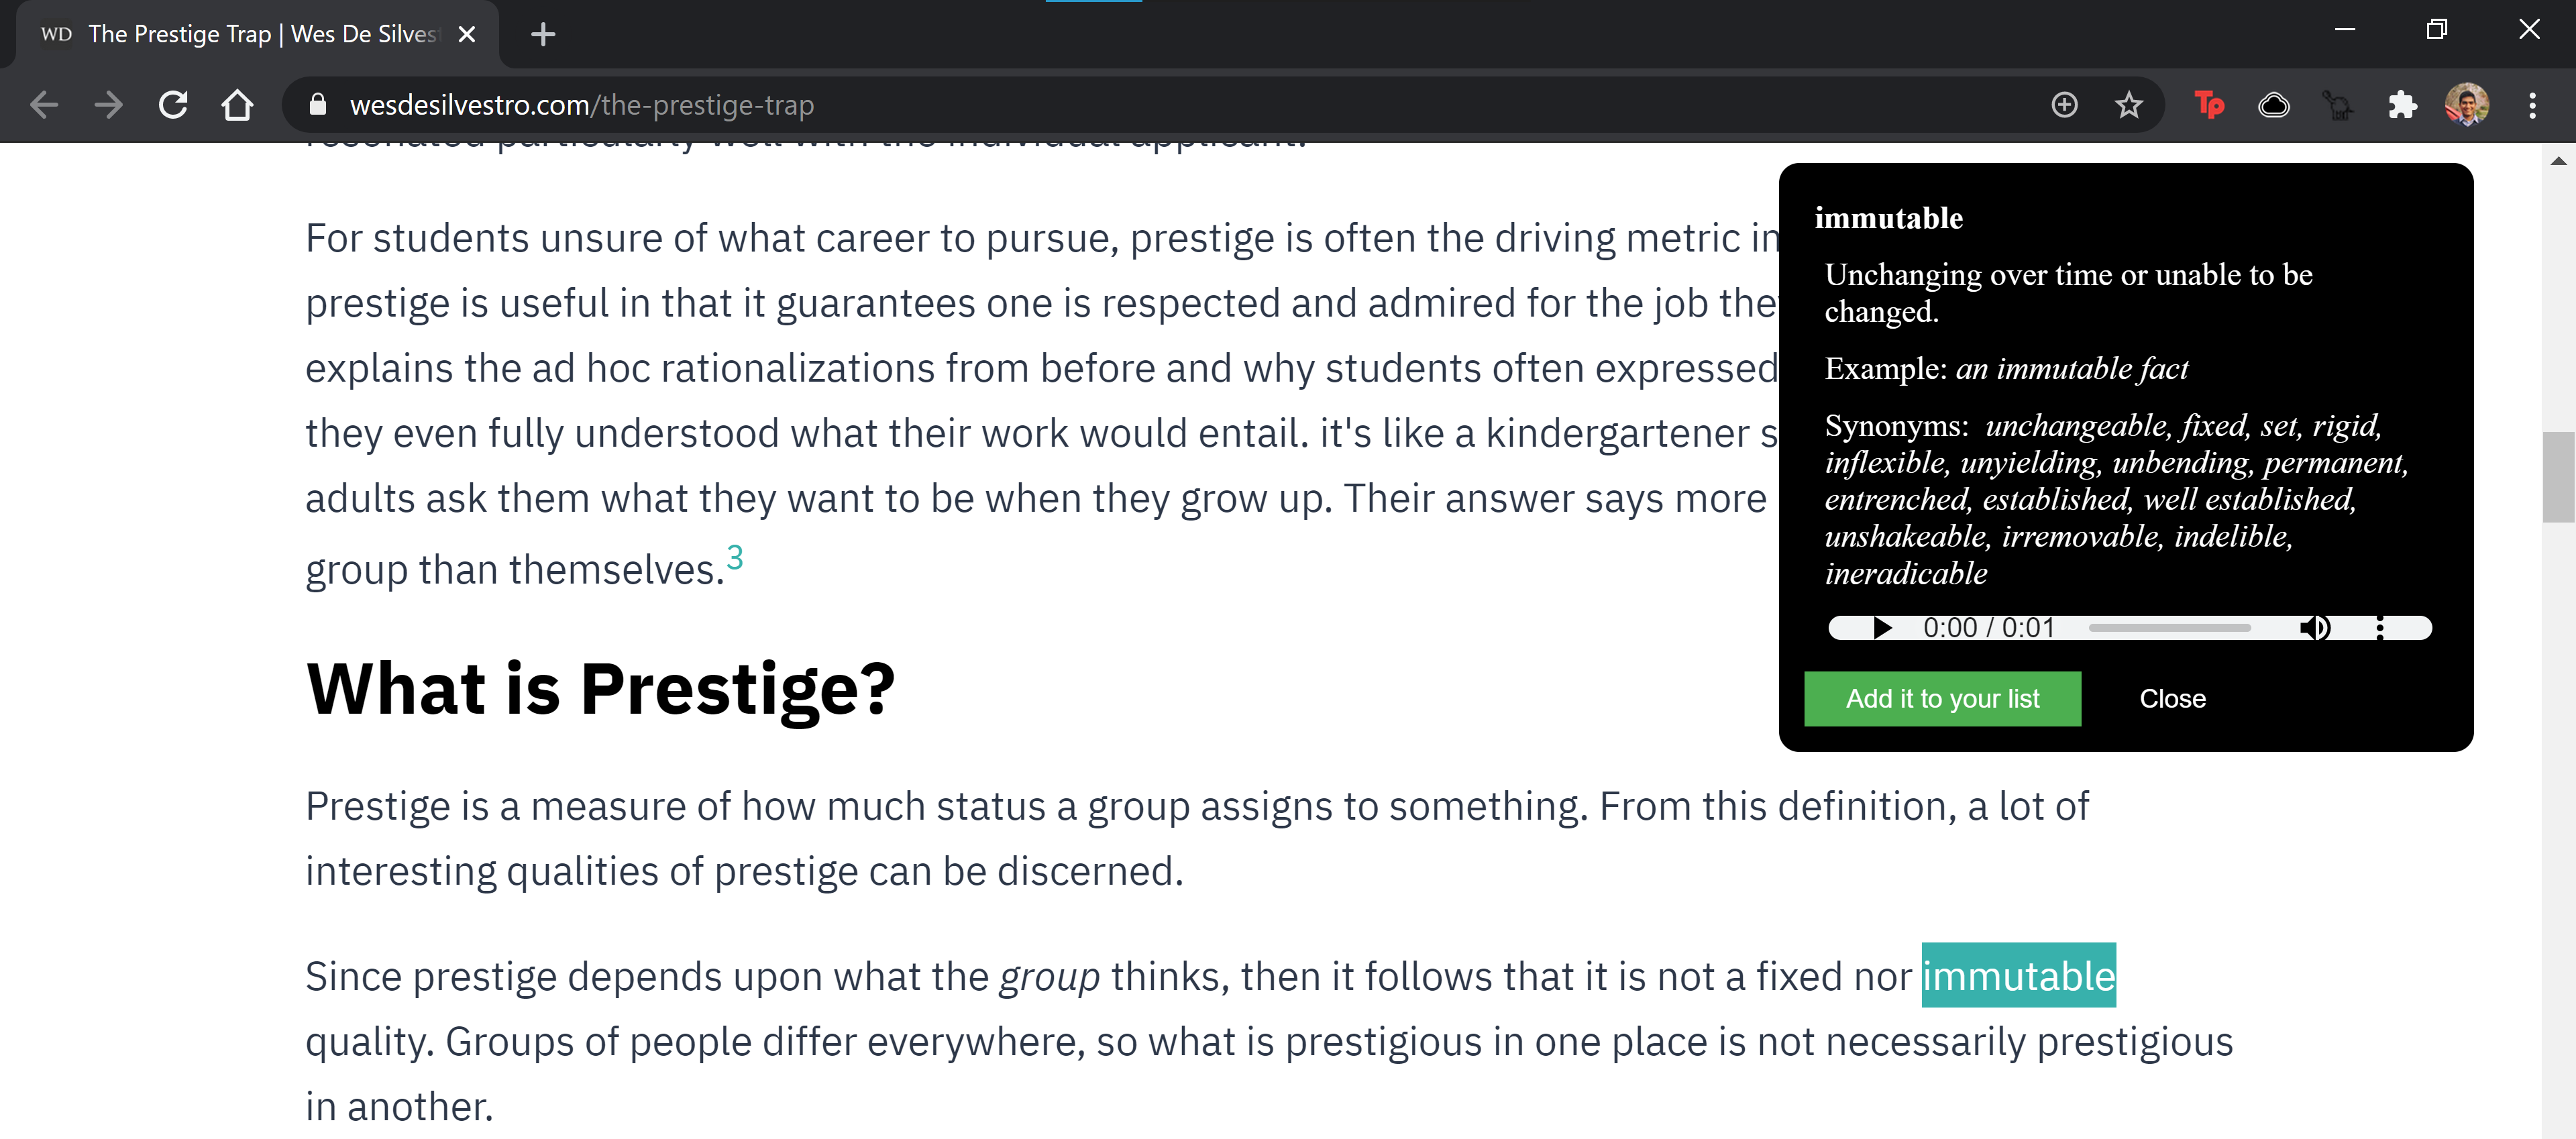 WD The Prestige Trap | Wes De Silves
wesdesilvestro.com/the-prestige-trap
Tp
resonated particularly well with the individual applicant.
For students unsure of what career to pursue, prestige is often the driving metric in
prestige is useful in that it guarantees one is respected and admired for the job they
explains the ad hoc rationalizations from before and why students often expressed
they even fully understood what their work would entail. it's like a kindergartener s
adults ask them what they want to be when they grow up. Their answer says more
group than themselves.3
What is Prestige?
Prestige is a measure of how much status a group assigns to something. From this definition, a lot of
interesting qualities of prestige can be discerned.
Since prestige depends upon what the group thinks, then it follows that it is not a fixed nor immutable
quality. Groups of people differ everywhere, so what is prestigious in one place is not necessarily prestigious
in another.
immutable
Unchanging over time or unable to be
changed.
Example: an immutable fact
Synonyms: unchangeable, fixed, set, rigid,
inflexible, unyielding, unbending, permanent,
entrenched, established, well established,
unshakeable, irremovable, indelible,
ineradicable
0:00 / 0:01
Add it to your list Close